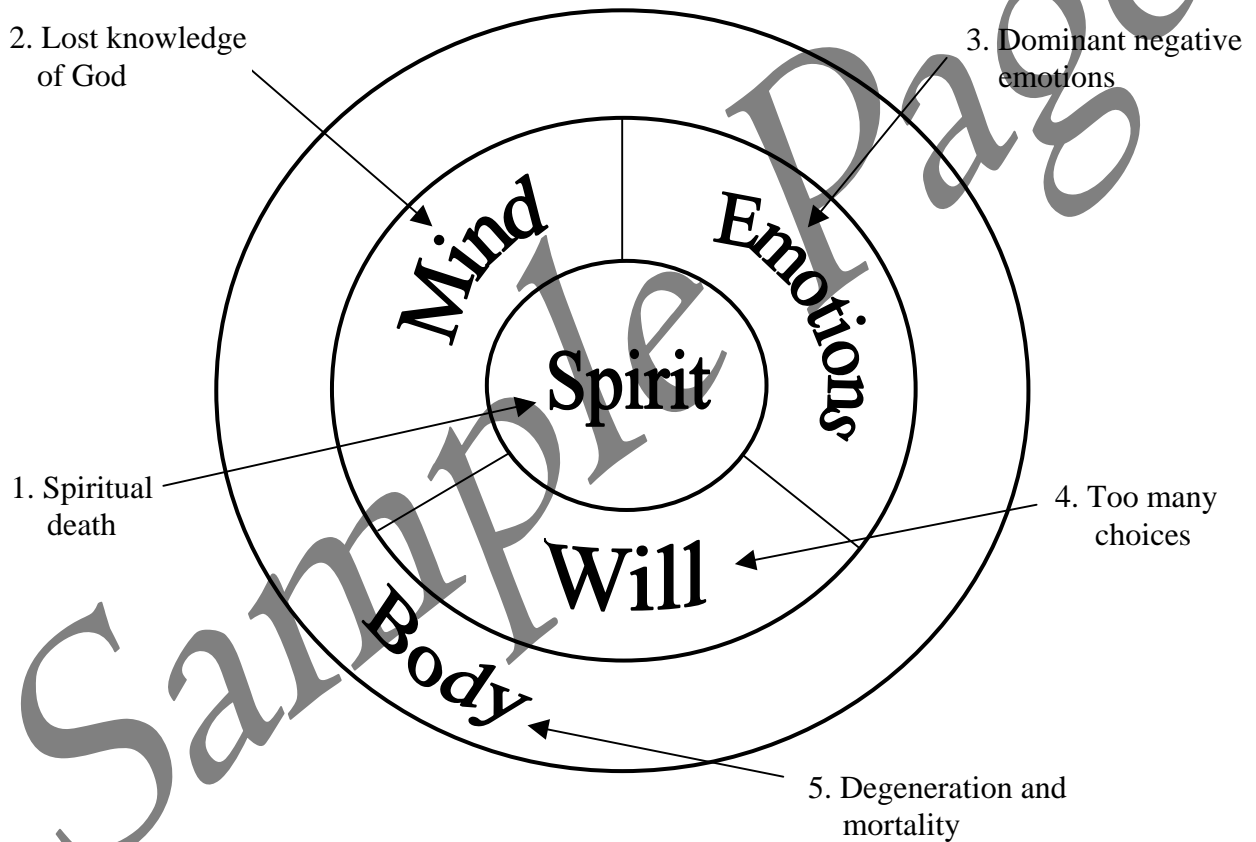 2. Lost knowledge
of God
3. Dominant negative
emotions
Mind
Emotions
Spirit
1. Spiritual
death
4. Too many
choices
Will
Body
5. Degeneration and
mortality
Sample Page